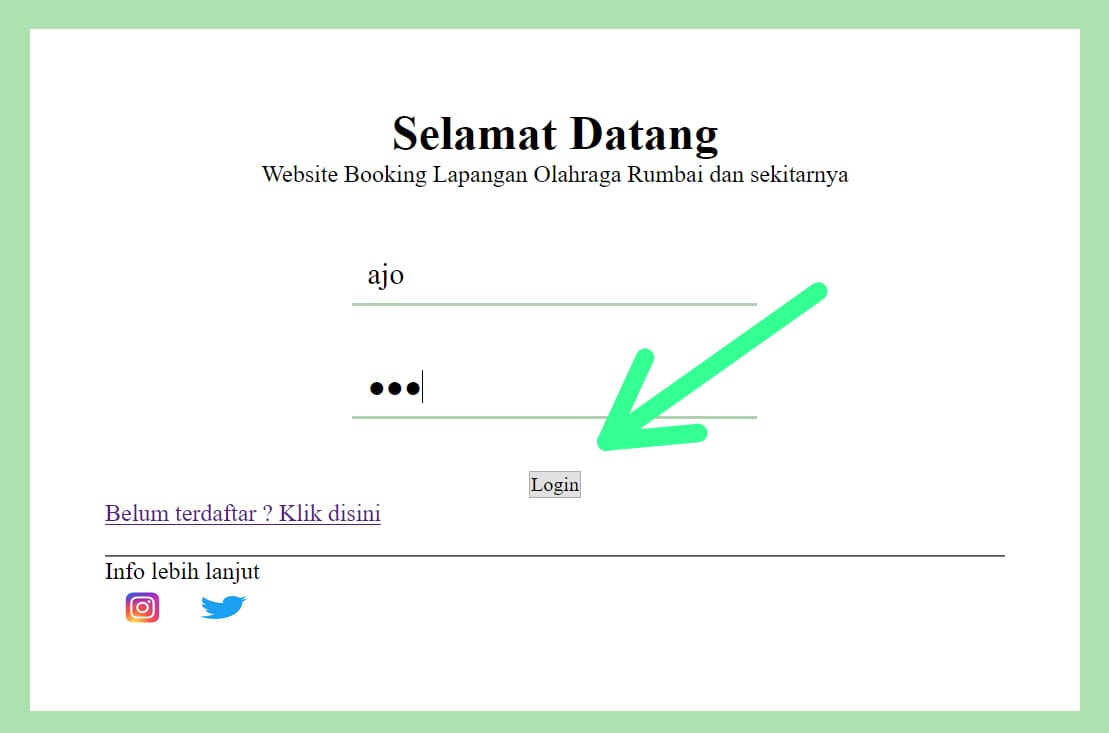 Selamat Datang
Website Booking Lapangan Olahraga Rumbai dan sekitarnya
ajo
●●●
Login
Belum terdaftar ? Klik disini
Info lebih lanjut